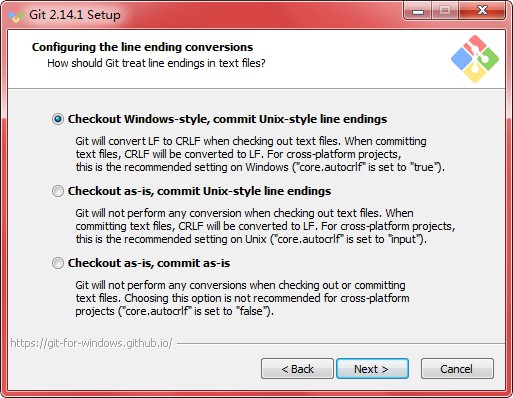 Git 2.14.1 Setup
Configuring the line ending conversions
How should Git treat line endings in text files?
Checkout Windows-style, commit Unix-style line endings
Git will convert LF to CRLF when checking out text files. When committing
text files, CRLF will be converted to LF. For cross-platform projects,
this is the recommended setting on Windows ("core.autocrlf" is set to "true").
Checkout as-is, commit Unix-style line endings
Git will not perform any conversion when checking out text files. When
committing text files, CRLF will be converted to LF. For cross-platform projects,
this is the recommended setting on Unix ("core.autocrlf" is set to "input").
Checkout as-is, commit as-is
Git will not perform any conversions when checking out or committing
text files. Choosing this option is not recommended for cross-platform
projects ("core.autocrlf" is set to "false").
https://git-for-windows.github.io/
< Back
Next >
Cancel